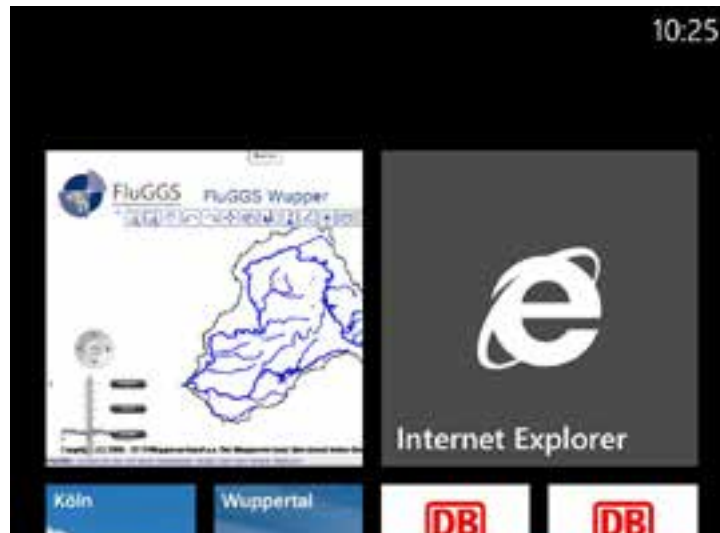 10:25
FluGGS FluGGS Wupper
Internet Explorer
Köln
Wuppertal
DB
DB